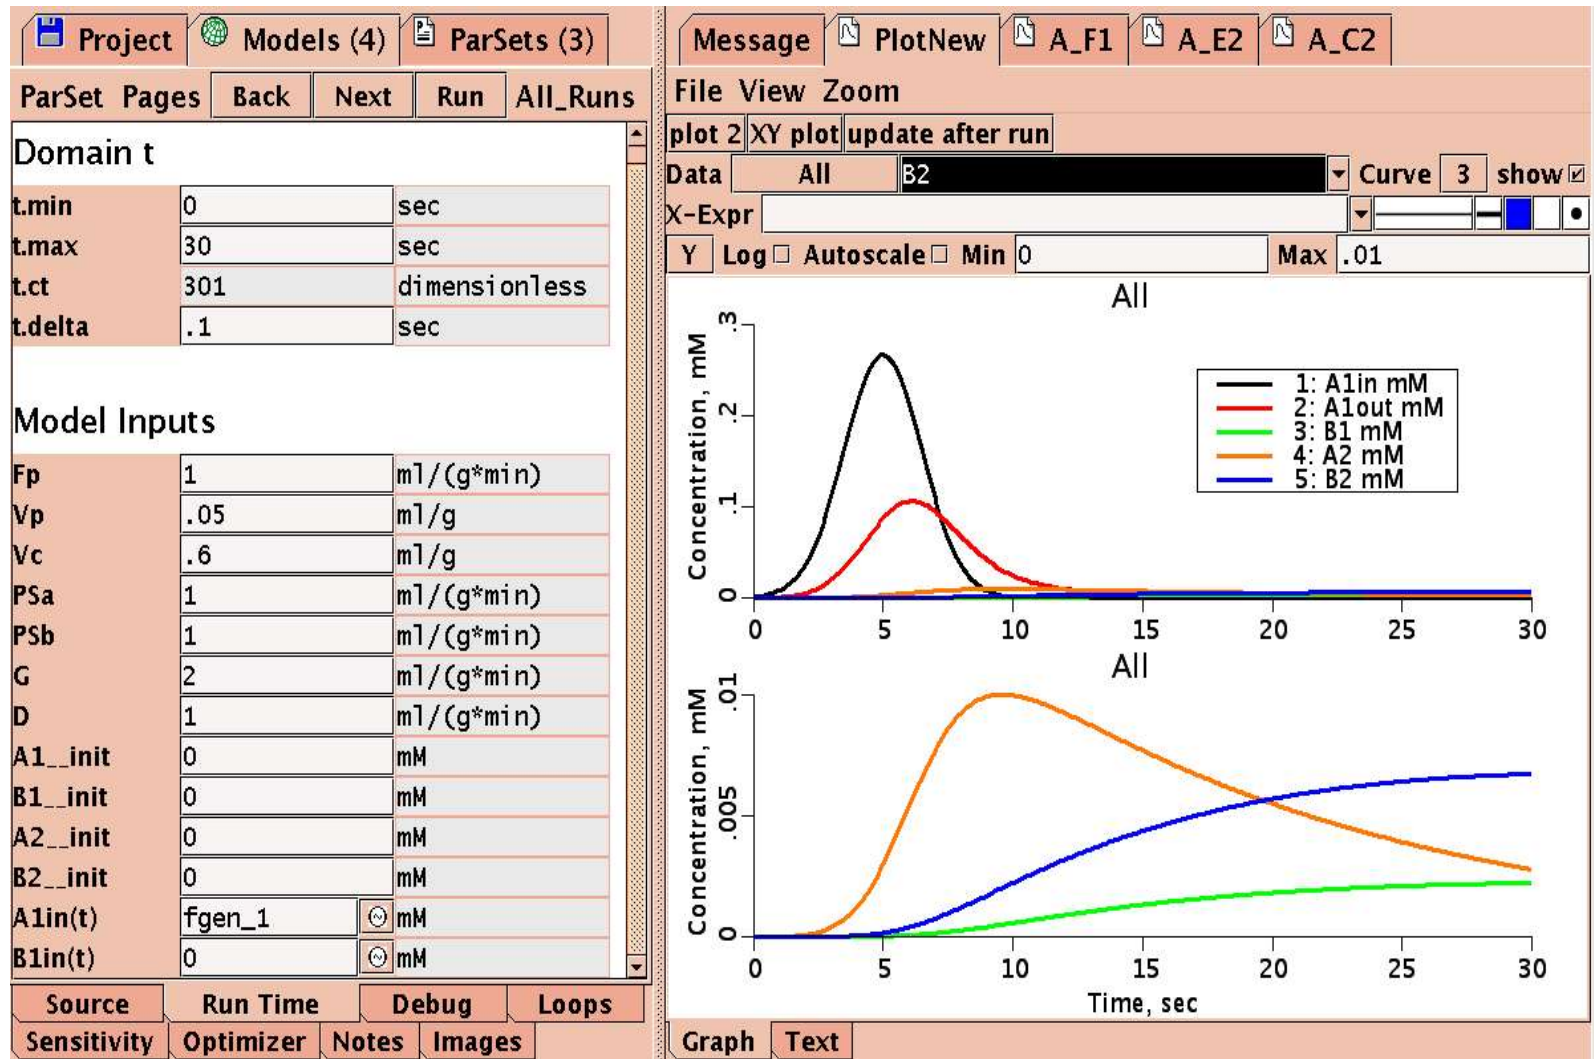 Project Models (4) ParSets (3)
ParSet Pages Back Next Run All_Runs
Domain t
t.min 0 sec
t.max 30 sec
t.ct 301 dimensionless
t.delta .1 sec
Model Inputs
Fp 1 ml/(g*min)
Vp .05 ml/g
Vc .6 ml/g
PSa 1 ml/(g*min)
PSb 1 ml/(g*min)
G 2 ml/(g*min)
D 1 ml/(g*min)
A1__init 0 mM
B1__init 0 mM
A2__init 0 mM
B2__init 0 mM
A1in(t) fgen_1 mM
B1in(t) 0 mM
Source Run Time Debug Loops
Sensitivity Optimizer Notes Images
Message PlotNew A_F1 A_E2 A_C2
File View Zoom
plot 2 XY plot update after run
Data All B2 Curve 3 show
X-Expr
Y Log Autoscale Min 0 Max .01
All
Concentration, mM
.3
.2
.1
0
1: A1in mM
2: A1out mM
3: B1 mM
4: A2 mM
5: B2 mM
0 5 10 15 20 25 30
All
Concentration, mM
.01
.005
0
0 5 10 15 20 25 30
Time, sec
Graph Text